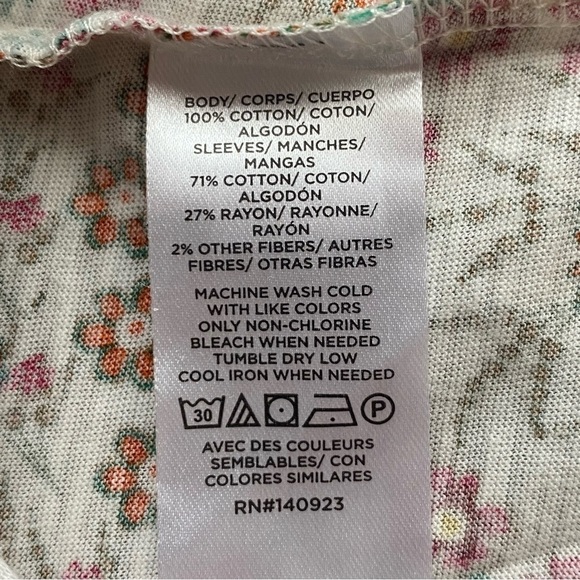 BODY/ CORPS/ CUERPO
100% COTTON/ COTON/
ALGODÓN
SLEEVES/ MANCHES/
MANGAS
71% COTTON/ COTON/
ALGODÓN
27% RAYON/ RAYONNE/
RAYÓN
2% OTHER FIBERS/ AUTRES
FIBRES/ OTRAS FIBRAS
MACHINE WASH COLD
WITH LIKE COLORS
ONLY NON-CHLORINE
BLEACH WHEN NEEDED
TUMBLE DRY LOW
COOL IRON WHEN NEEDED
30 P
AVEC DES COULEURS
SEMBLABLES/ CON
COLORES SIMILARES
RN#140923